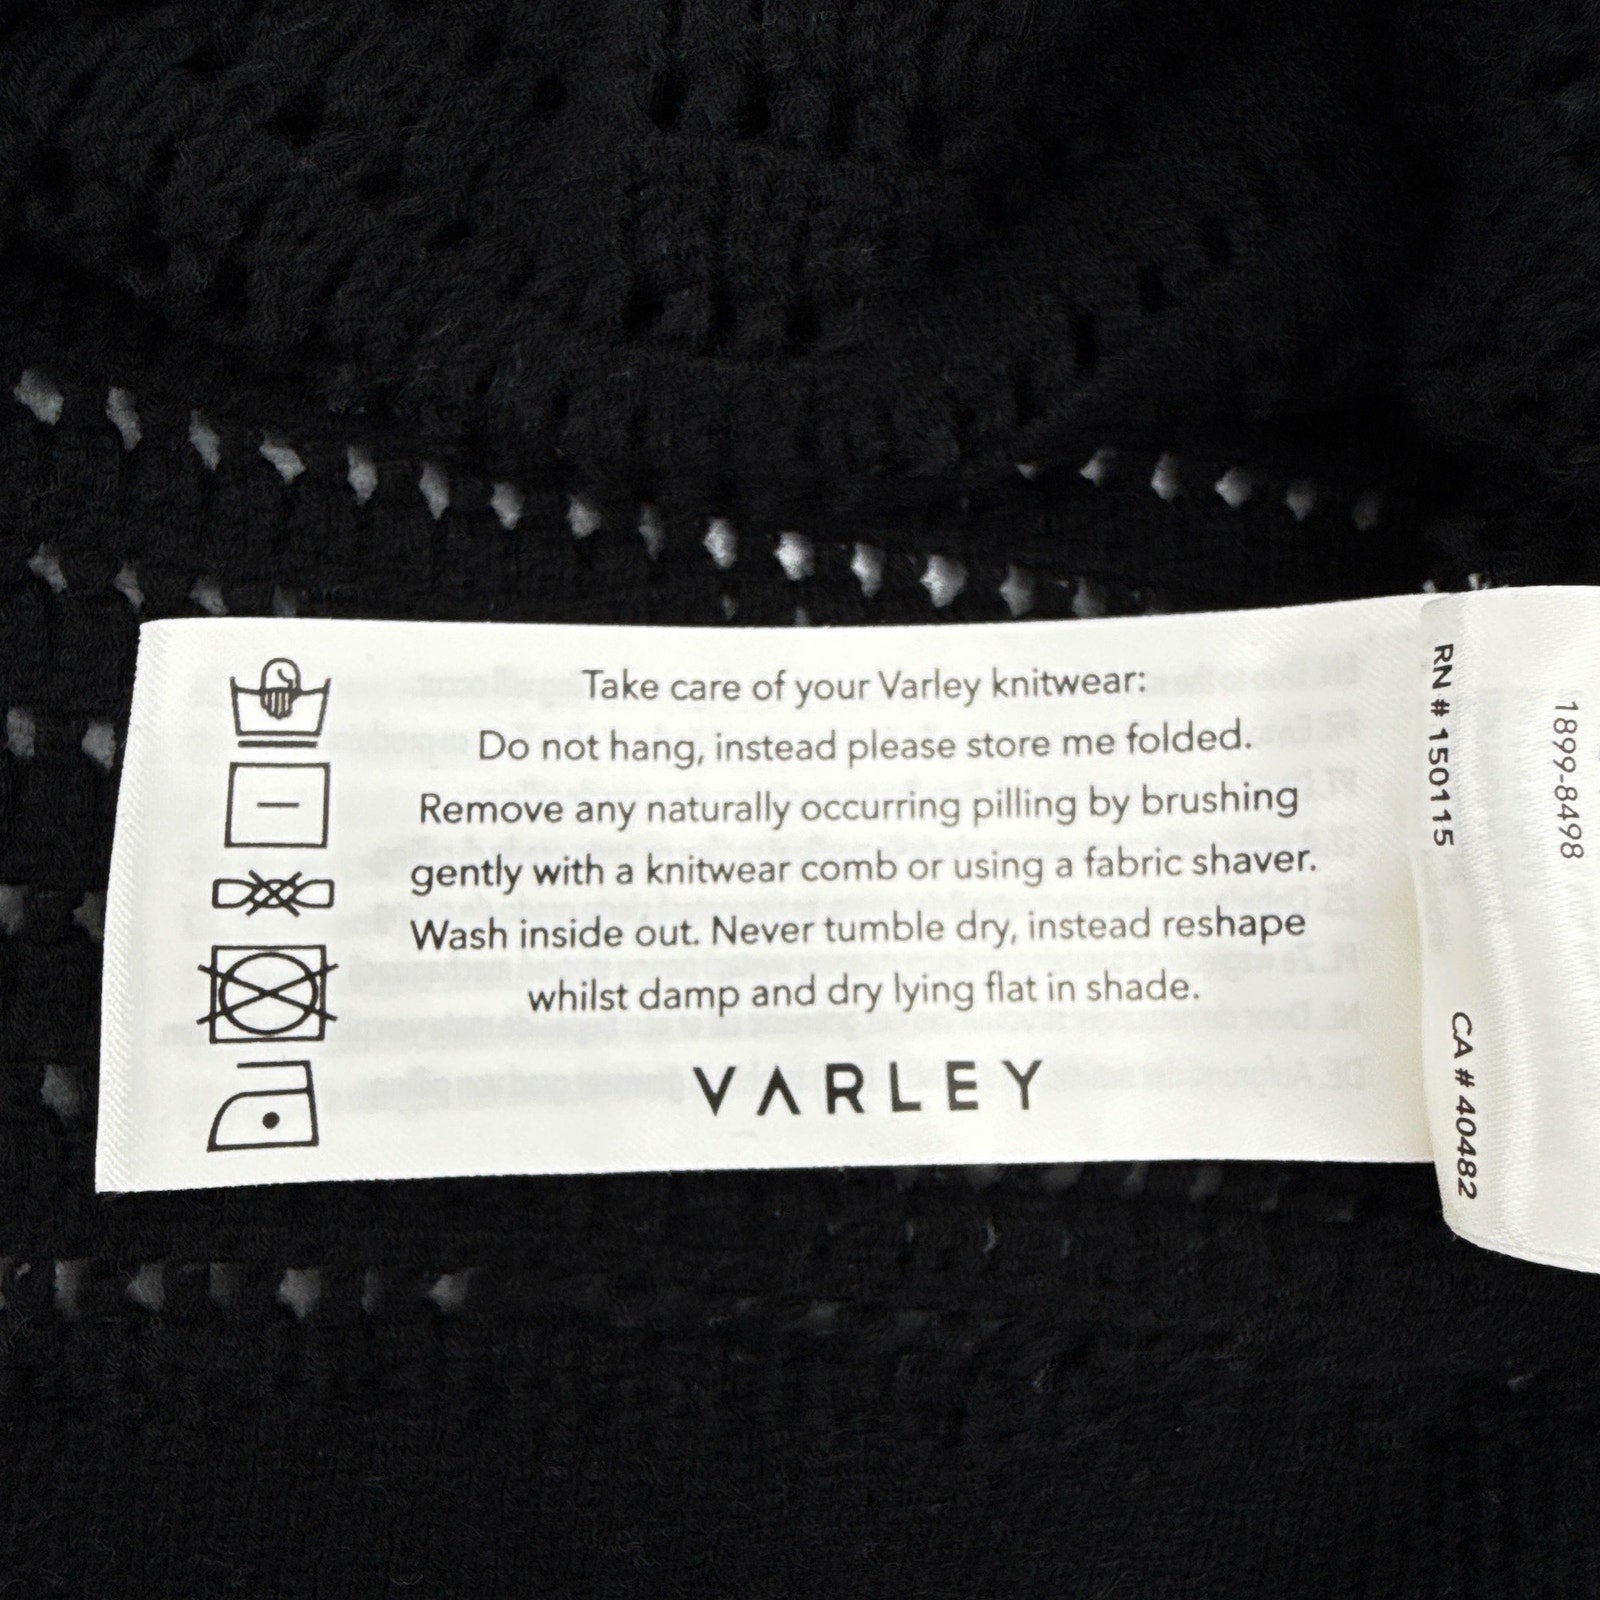 Take care of your Varley knitwear:
Do not hang, instead please store me folded.
Remove any naturally occurring pilling by brushing
gently with a knitwear comb or using a fabric shaver.
Wash inside out. Never tumble dry, instead reshape
whilst damp and dry lying flat in shade.
VARLEY
RN # 150115
CA # 40482
1899-8498